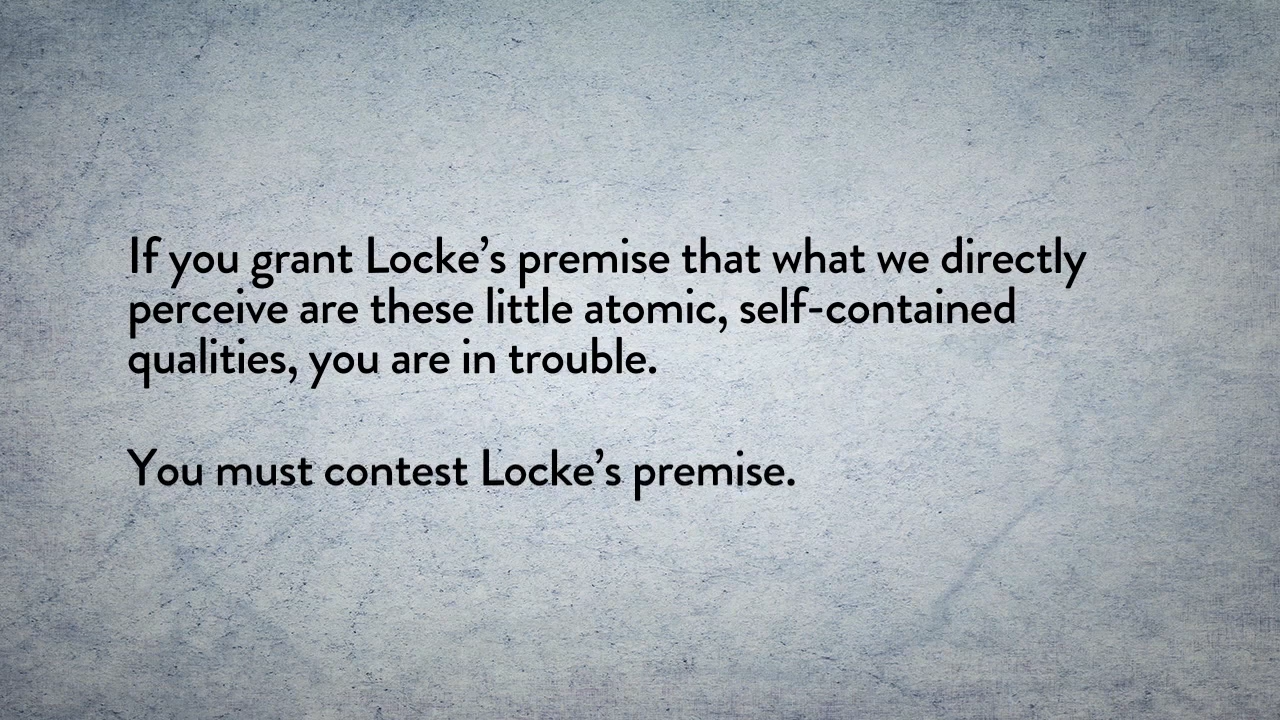 If you grant Locke’s premise that what we directly
perceive are these little atomic, self-contained
qualities, you are in trouble.
You must contest Locke’s premise.